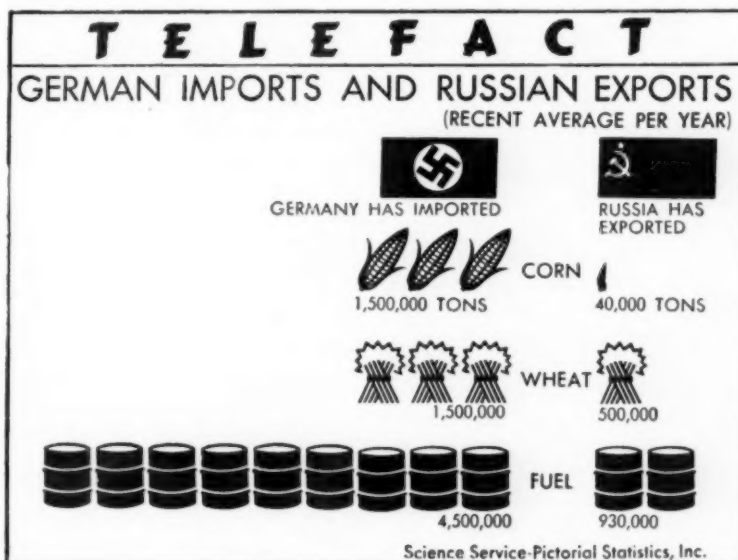 TELEFACT
GERMAN IMPORTS AND RUSSIAN EXPORTS
(RECENT AVERAGE PER YEAR)
GERMANY HAS IMPORTED
RUSSIA HAS
EXPORTED
CORN
1,500,000 TONS
40,000 TONS
WHEAT
1,500,000
500,000
FUEL
4,500,000
930,000
Science Service-Pictorial Statistics, Inc.